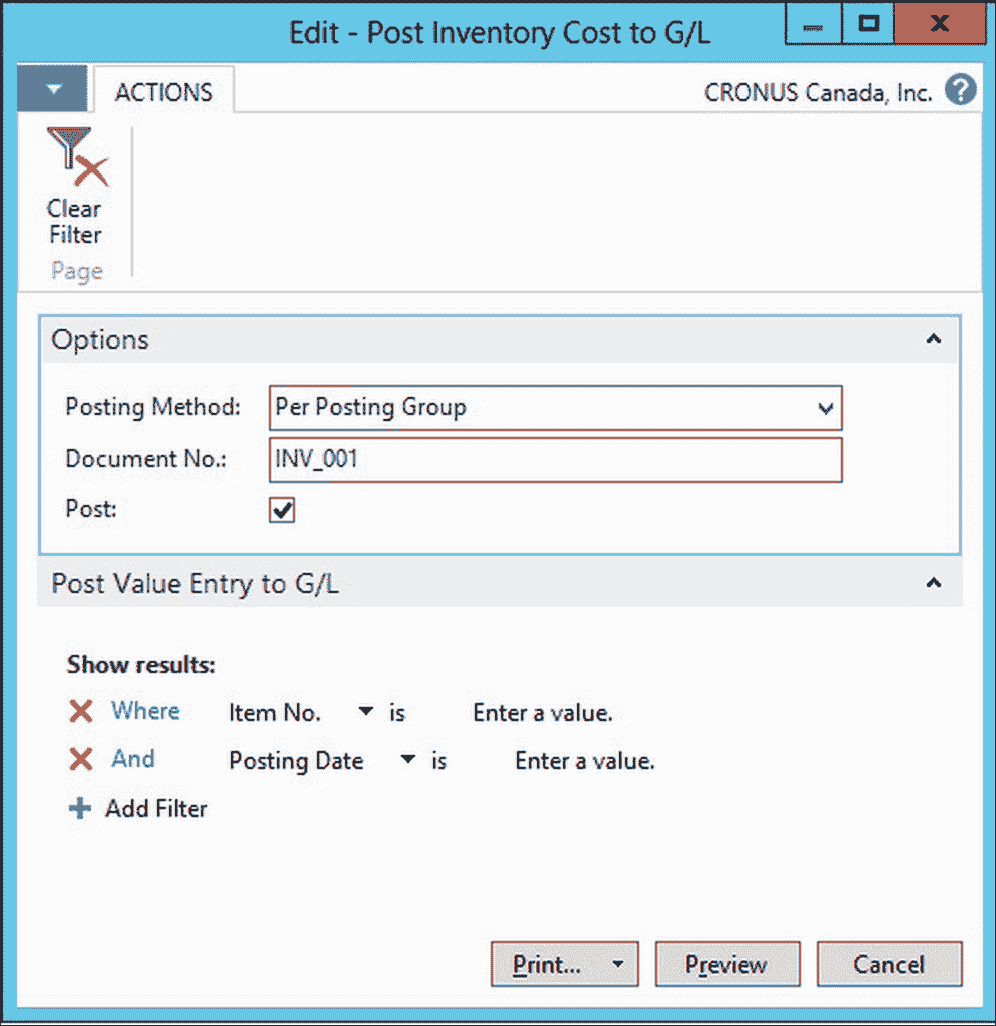 Edit - Post Inventory Cost to G/L
ACTIONS
CRONUS Canada, Inc.
Clear
Filter
Page
Options
Posting Method: Per Posting Group
Document No.: INV_001
Post:
Post Value Entry to G/L
Show results:
Where Item No. is Enter a value.
And Posting Date is Enter a value.
Add Filter
Print... Preview Cancel